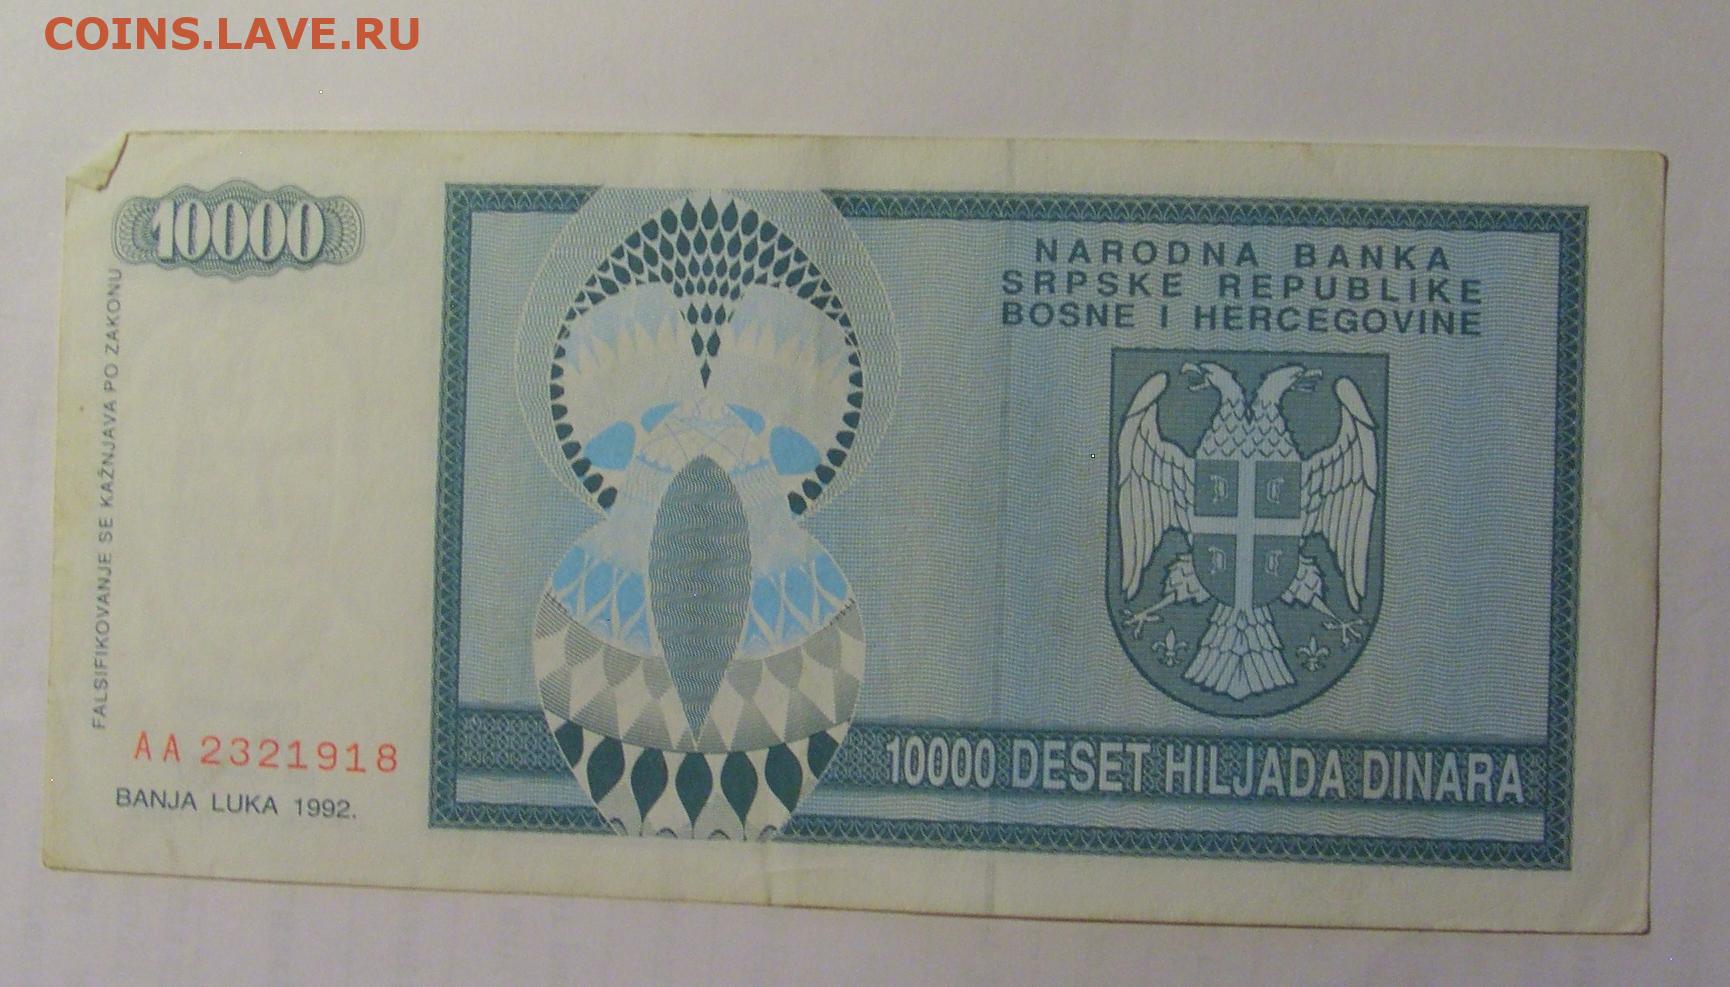 COINS.LAVE.RU
10000
FALSIFIKOVANJE SE KAŽNJAVA PO ZAKONU
NARODNA BANKA
SRPSKE REPUBLIKE
BOSNE I HERCEGOVINE
10000 DESET HILJADA DINARA
AA 2321918
BANJA LUKA 1992.